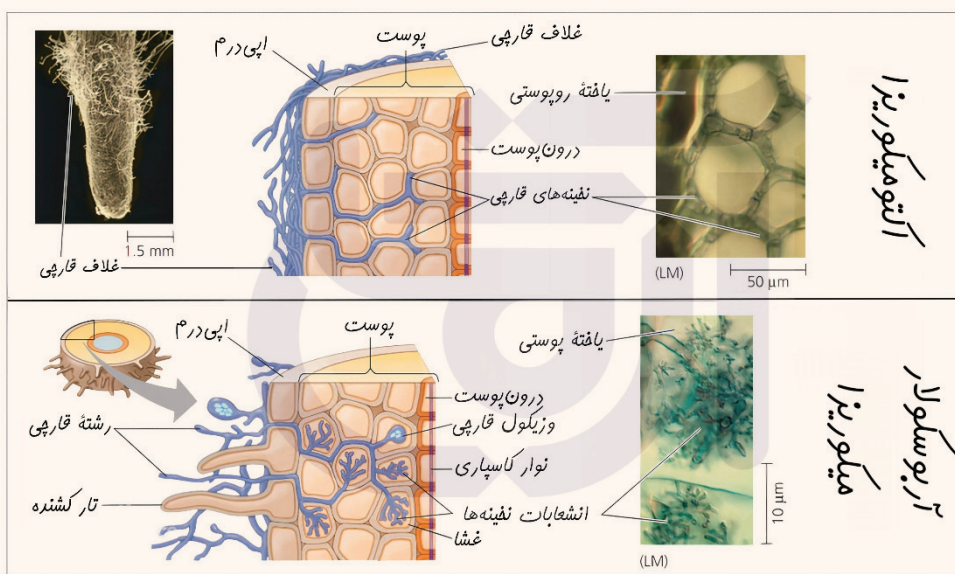 غلاف قارچی
پوست
اپی‌درم
یاختهٔ روپوستی
درون‌پوست
نخینه‌های قارچی
غلاف قارچی
1.5 mm
(LM)
50 μm
اکتومیکوریزا
پوست
اپی‌درم
یاختهٔ پوستی
درون‌پوست
وزیکول قارچی
رشتهٔ قارچی
نوار کاسپاری
تار کشنده
انشعابات نخینه‌ها
غشا
10 μm
(LM)
آربوسکولار
میکوریزا